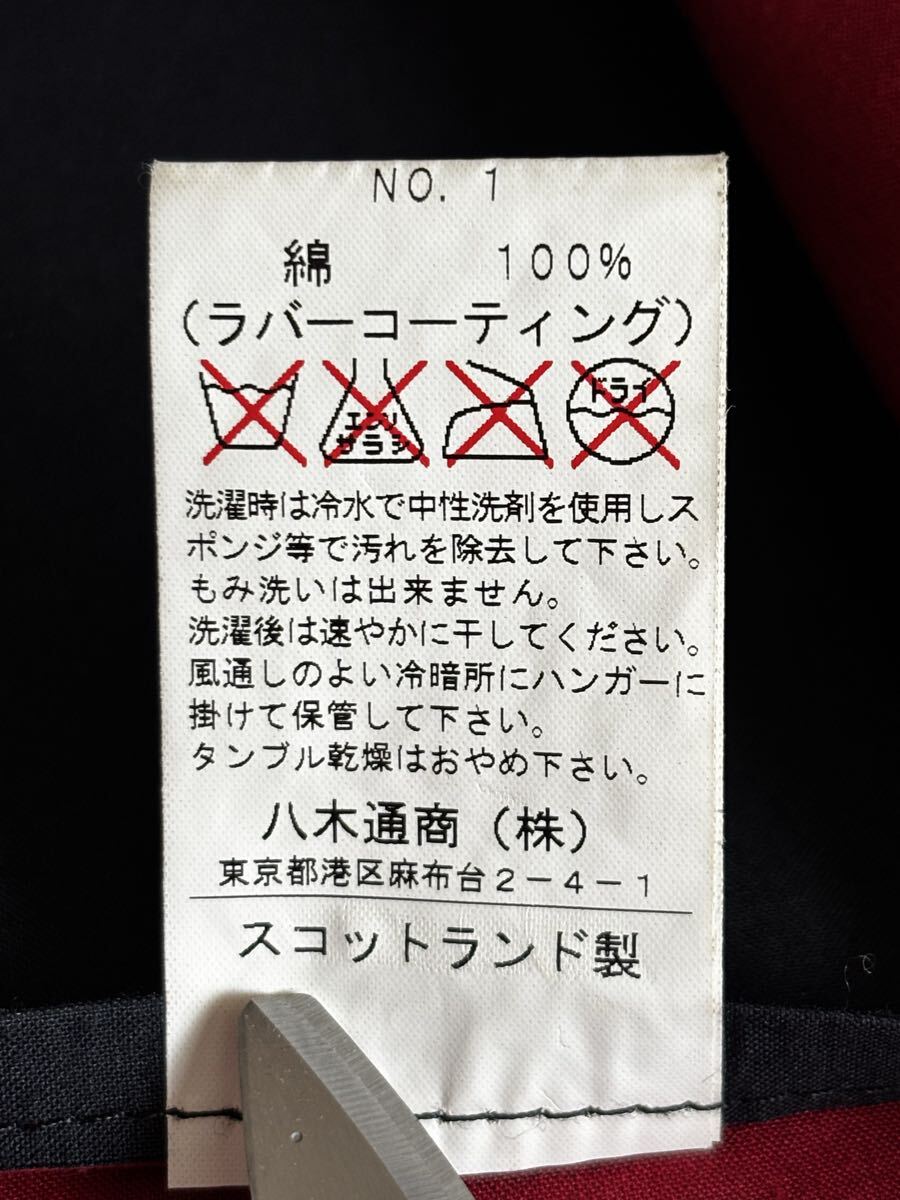 NO. 1
綿 100%
(ラバーコーティング)
エンソ サラシ ドライ
洗濯時は冷水で中性洗剤を使用しス
ポンジ等で汚れを除去して下さい。
もみ洗いは出来ません。
洗濯後は速やかに干してください。
風通しのよい冷暗所にハンガーに
掛けて保管して下さい。
タンブル乾燥はおやめ下さい。
八木通商(株)
東京都港区麻布台2-4-1
スコットランド製